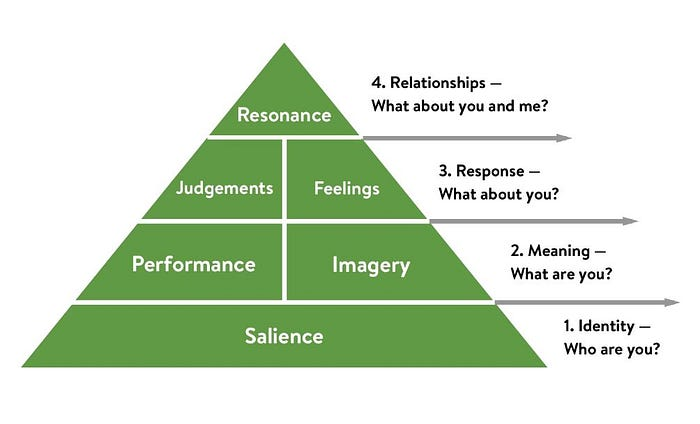 4. Relationships —
What about you and me?
Resonance
3. Response —
What about you?
Judgements
Feelings
2. Meaning —
What are you?
Performance
Imagery
1. Identity —
Who are you?
Salience